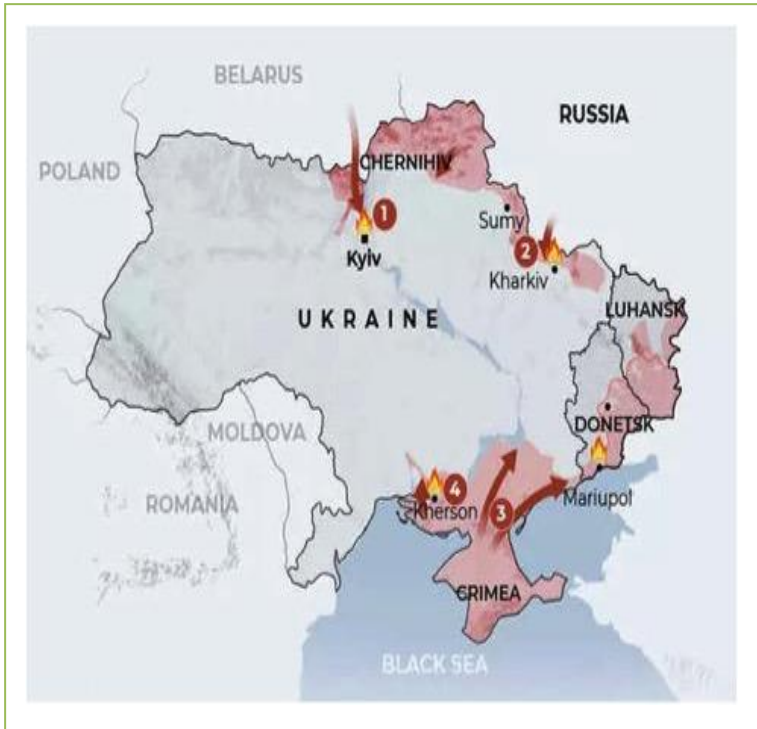 BELARUS
RUSSIA
POLAND
CHERNIHIV
1
Sumy
Kyiv
2
Kharkiv
UKRAINE
LUHANSK
MOLDOVA
DONETSK
ROMANIA
4
Kherson
3
Mariupol
CRIMEA
BLACK SEA